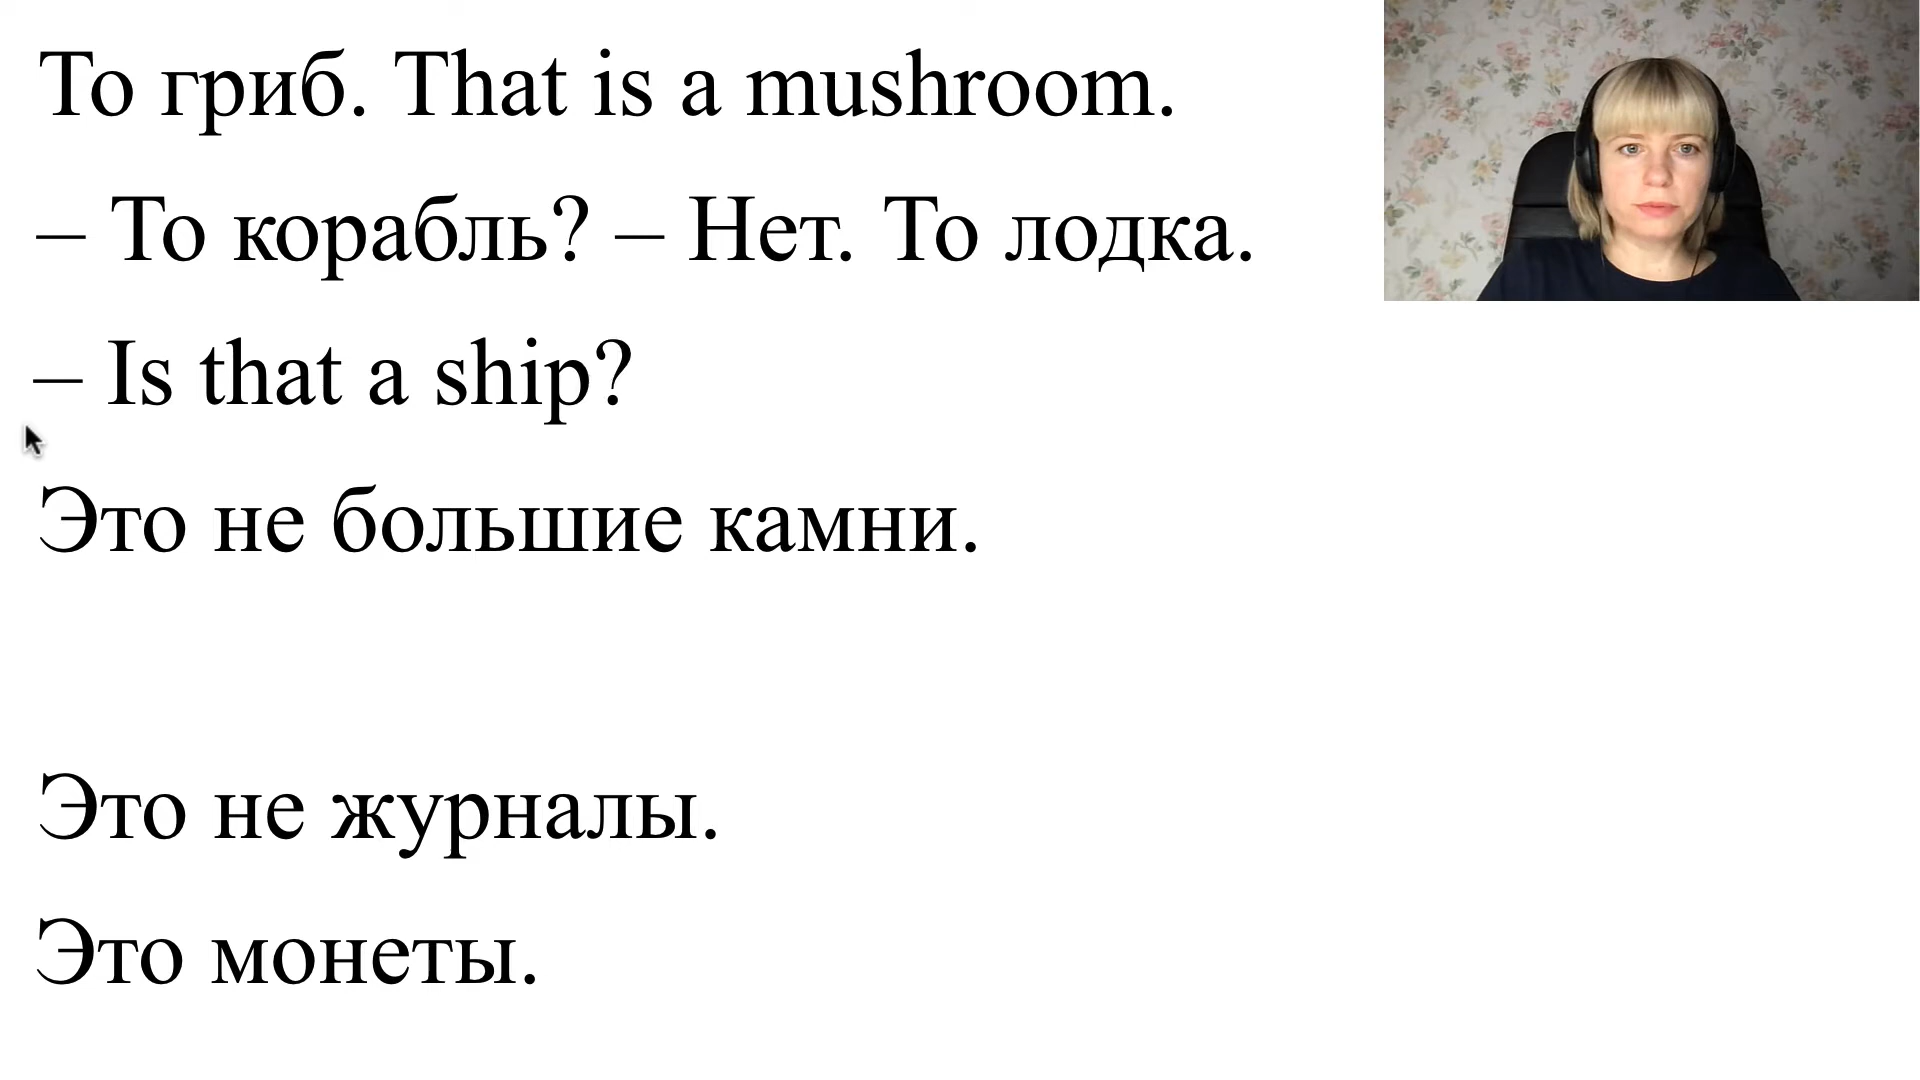 То гриб. That is a mushroom.
– То корабль? – Нет. То лодка.
– Is that a ship?
Это не большие камни.
Это не журналы.
Это монеты.